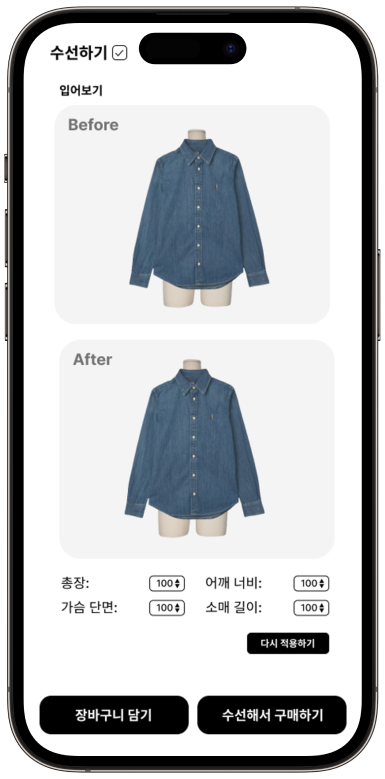 수선하기
입어보기
Before
After
총장: 100 어깨 너비: 100
가슴 단면: 100 소매 길이: 100
다시 적용하기
장바구니 담기 수선해서 구매하기